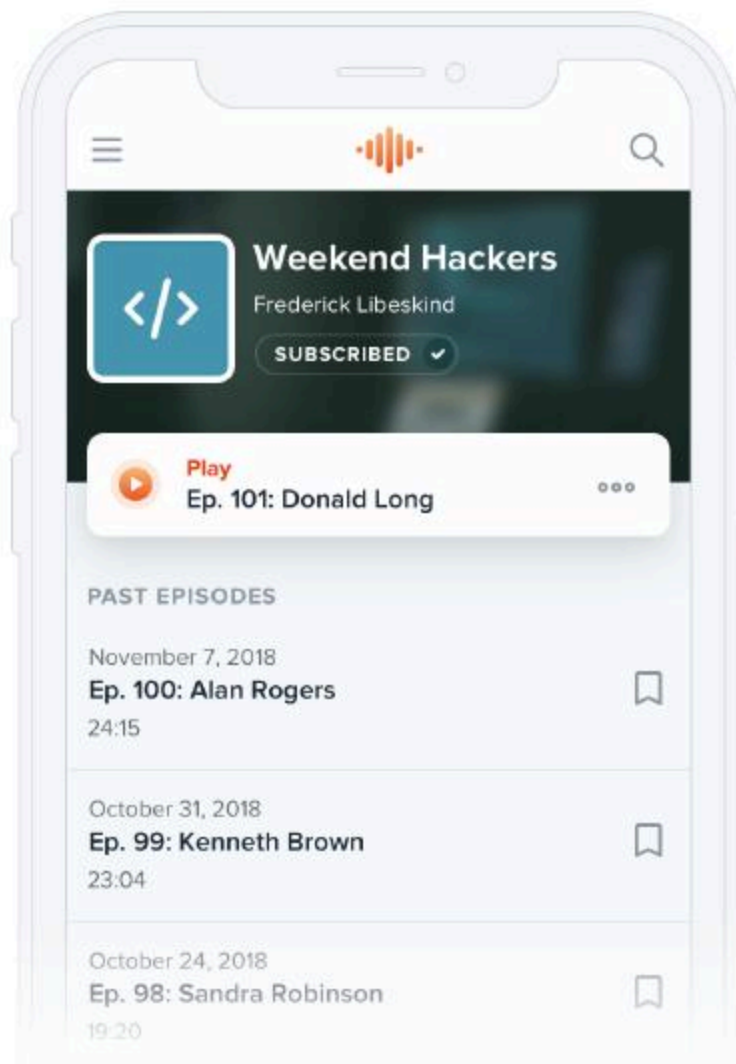 Weekend Hackers
Frederick Libeskind
SUBSCRIBED
Play
Ep. 101: Donald Long
PAST EPISODES
November 7, 2018
Ep. 100: Alan Rogers
24:15
October 31, 2018
Ep. 99: Kenneth Brown
23:04
October 24, 2018
Ep. 98: Sandra Robinson
19:20